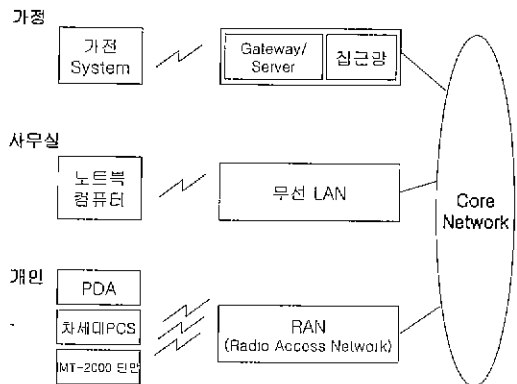 가정
가전
System
Gateway/
Server
접근망
사무실
노트북
컴퓨터
무선 LAN
Core
Network
개인
PDA
차세대PCS
IMT-2000 단말
RAN
(Radio Access Network)